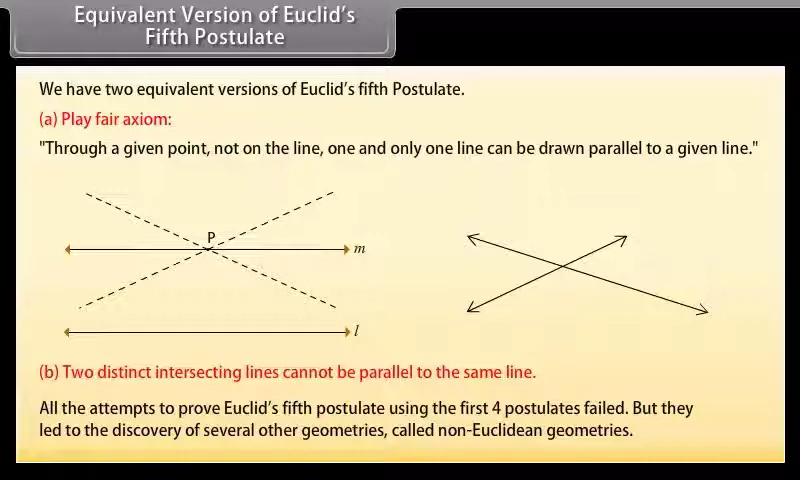 Equivalent Version of Euclid's
Fifth Postulate
We have two equivalent versions of Euclid's fifth Postulate.
(a) Play fair axiom:
"Through a given point, not on the line, one and only one line can be drawn parallel to a given line."
P
m
l
(b) Two distinct intersecting lines cannot be parallel to the same line.
All the attempts to prove Euclid's fifth postulate using the first 4 postulates failed. But they
led to the discovery of several other geometries, called non-Euclidean geometries.